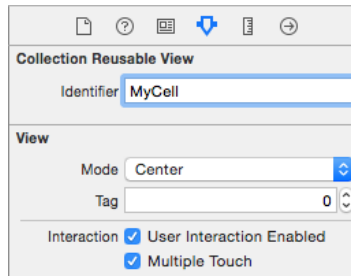 Collection Reusable View
Identifier MyCell
View
Mode Center
Tag 0
Interaction User Interaction Enabled
Multiple Touch